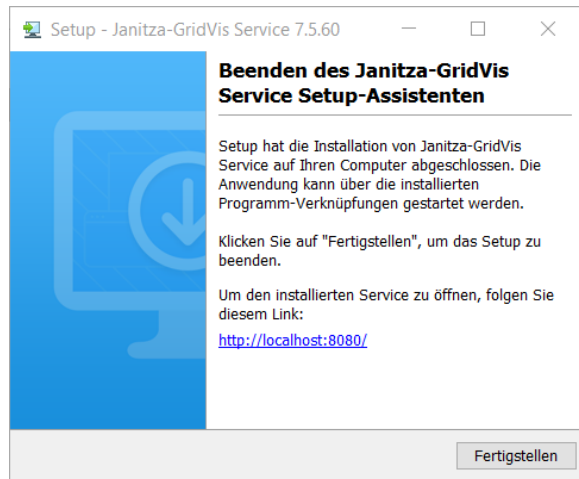 Setup - Janitza-GridVis Service 7.5.60
Beenden des Janitza-GridVis
Service Setup-Assistenten
Setup hat die Installation von Janitza-GridVis
Service auf Ihren Computer abgeschlossen. Die
Anwendung kann über die installierten
Programm-Verknüpfungen gestartet werden.
Klicken Sie auf "Fertigstellen", um das Setup zu
beenden.
Um den installierten Service zu öffnen, folgen Sie
diesem Link:
http://localhost:8080/
Fertigstellen